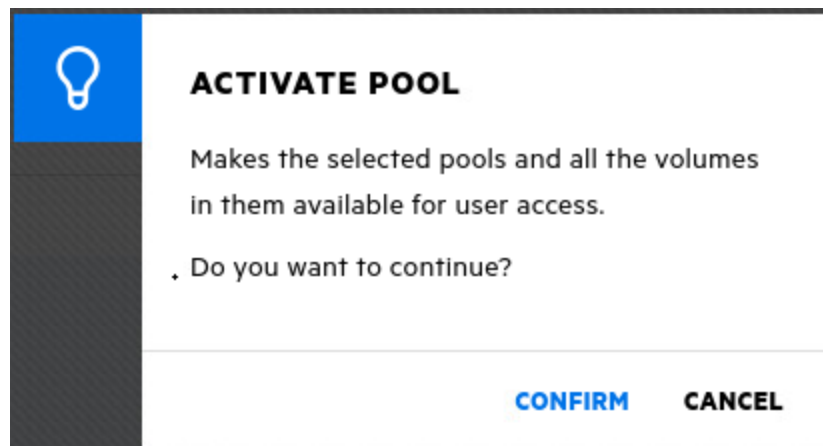 ACTIVATE POOL
Makes the selected pools and all the volumes
in them available for user access.
Do you want to continue?
CONFIRM CANCEL